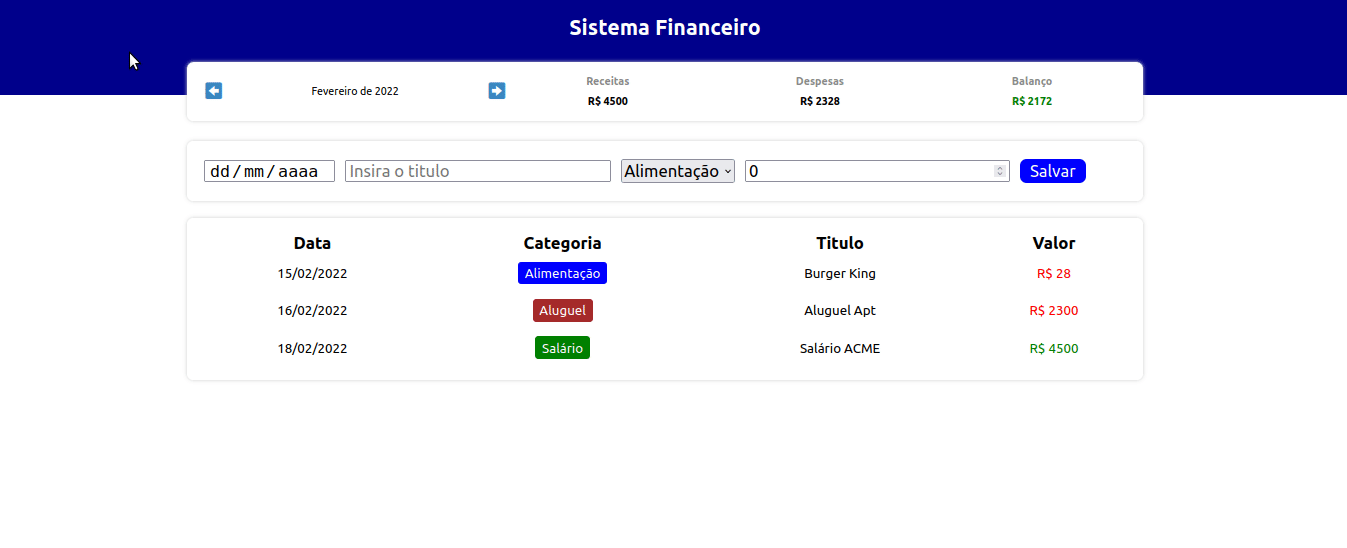 Sistema Financeiro
Fevereiro de 2022
Receitas
R$ 4500
Despesas
R$ 2328
Balanço
R$ 2172
dd/mm/aaaa Insira o titulo Alimentação 0 Salvar
Data Categoria Titulo Valor
15/02/2022 Alimentação Burger King R$ 28
16/02/2022 Aluguel Aluguel Apt R$ 2300
18/02/2022 Salário Salário ACME R$ 4500